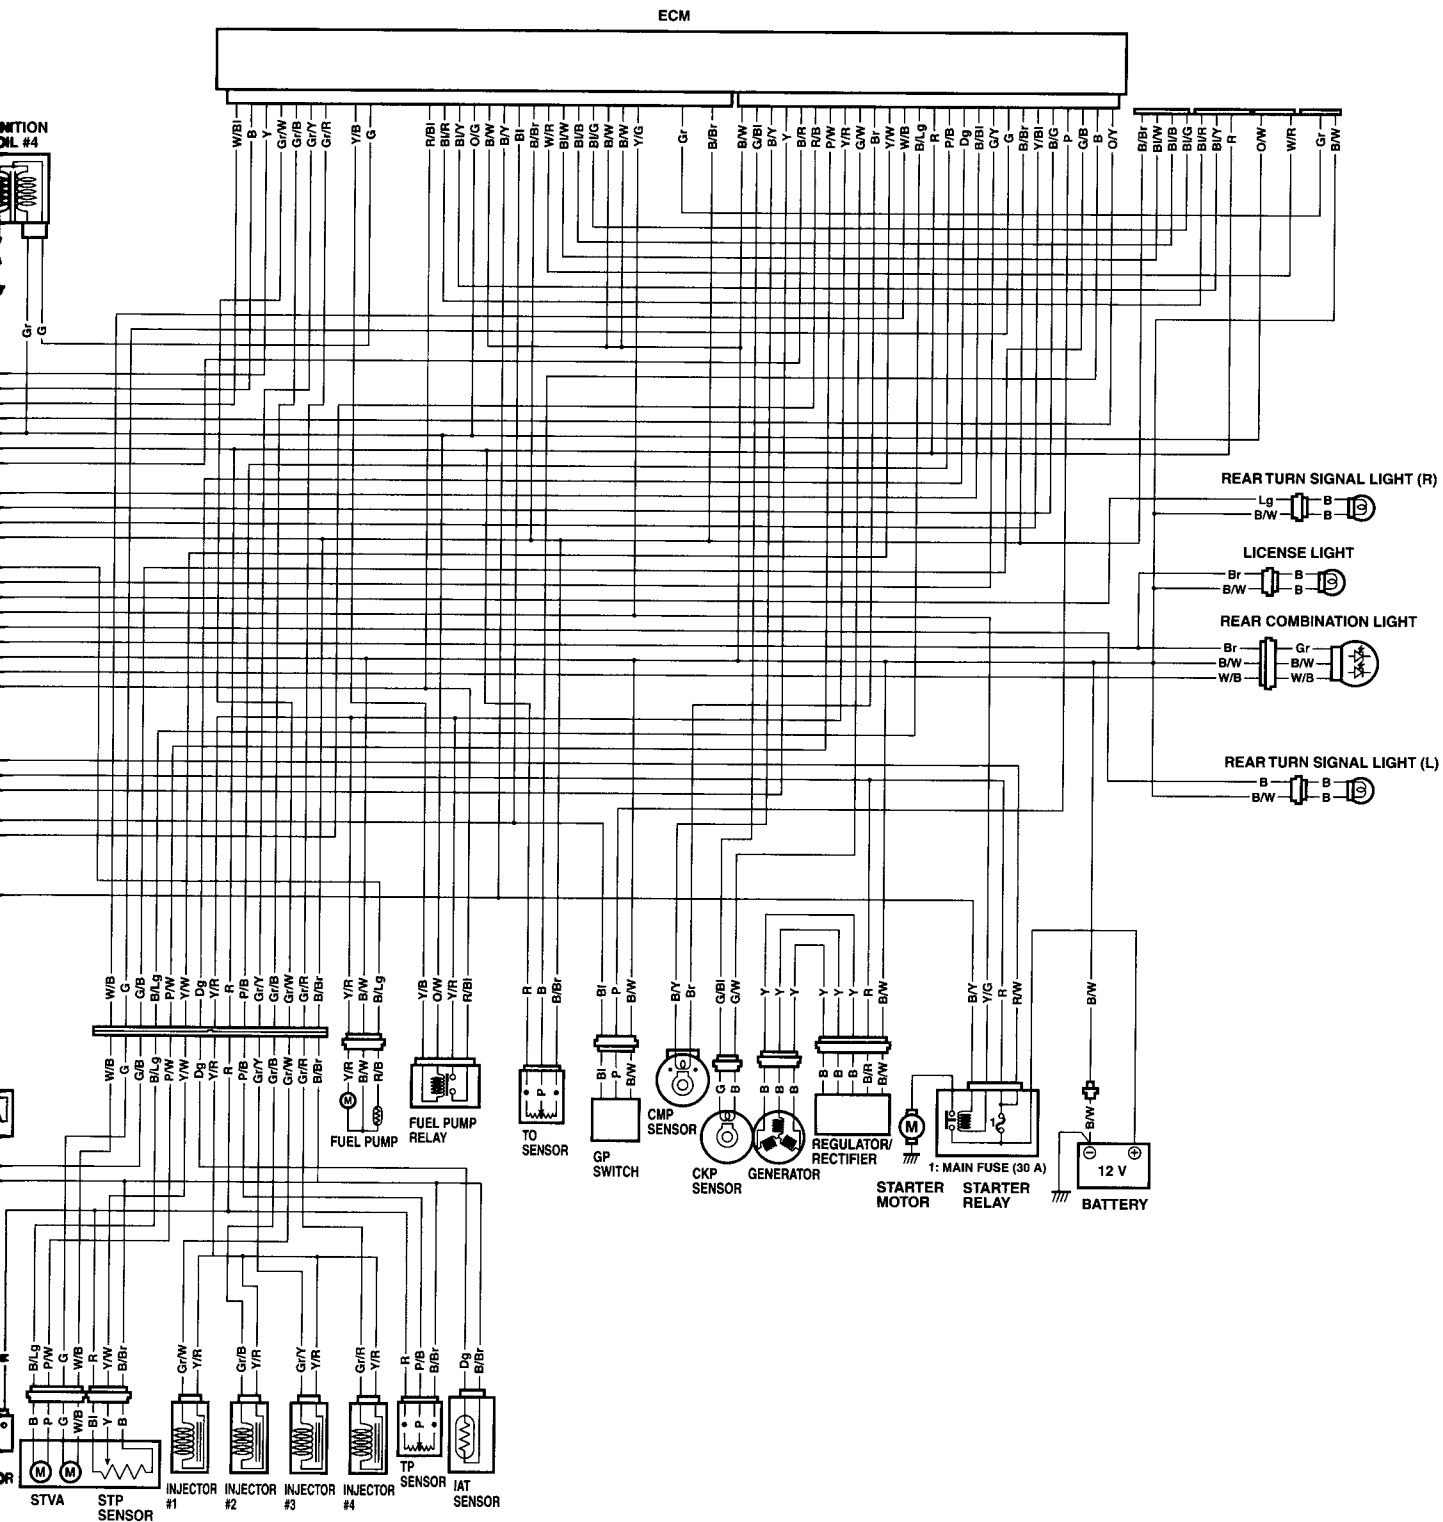 ECM
NITION
OIL #4
W/Bl B Y Gr/W Gr/B Gr/Y Gr/R Y/B G R/Bl Bl/R Bl/Y O/G B/W B/Y Bl B/Br W/R Bl/W Bl/B Bl/G B/W B/W Y/G Gr B/Br B/W G/Bl B/Y Y B/R R/B P/W Y/R G/W Br Y/W W/B B/Lg R P/B Dg B/Bl G/Y G B/Br Y/Bl B/G P G/B B O/Y B/Br Bl/W Bl/B Bl/G Bl/R Bl/Y R O/W W/R Gr B/W
Gr G
REAR TURN SIGNAL LIGHT (R)
Lg B
B/W B
LICENSE LIGHT
Br B
B/W B
REAR COMBINATION LIGHT
Br Gr
B/W B/W
W/B W/B
REAR TURN SIGNAL LIGHT (L)
B B
B/W B
W/B G G/B B/Lg P/W Y/W Dg Y/R R P/B Gr/Y Gr/B Gr/W Gr/R B/Br Y/R B/W B/Lg Y/B O/W Y/R R/Bl R B B/Br Bl P B/W B/Y Br G/Bl G/W Y Y Y Y Y Y R B/W B/Y Y/G R R/W B/W
W/B G G/B B/Lg P/W Y/W Dg Y/R R P/B Gr/Y Gr/B Gr/W Gr/R B/Br Y/R B/W R/B P Bl P B/W G B B B B B B B B/R B/W B/W
M
FUEL PUMP
FUEL PUMP
RELAY
TO
SENSOR
GP
SWITCH
CMP
SENSOR
CKP
SENSOR
GENERATOR
REGULATOR/
RECTIFIER
M
STARTER
MOTOR
1
1: MAIN FUSE (30 A)
STARTER
RELAY
12 V
BATTERY
R B/Lg P/W G W/B R Y/W B/Br Gr/W Y/R Gr/B Y/R Gr/Y Y/R Gr/R Y/R R P/B B/Br Dg B/Br
B P G W/B Bl Y B P
M M
OR
STVA
STP
SENSOR
INJECTOR
#1
INJECTOR
#2
INJECTOR
#3
INJECTOR
#4
TP
SENSOR
IAT
SENSOR